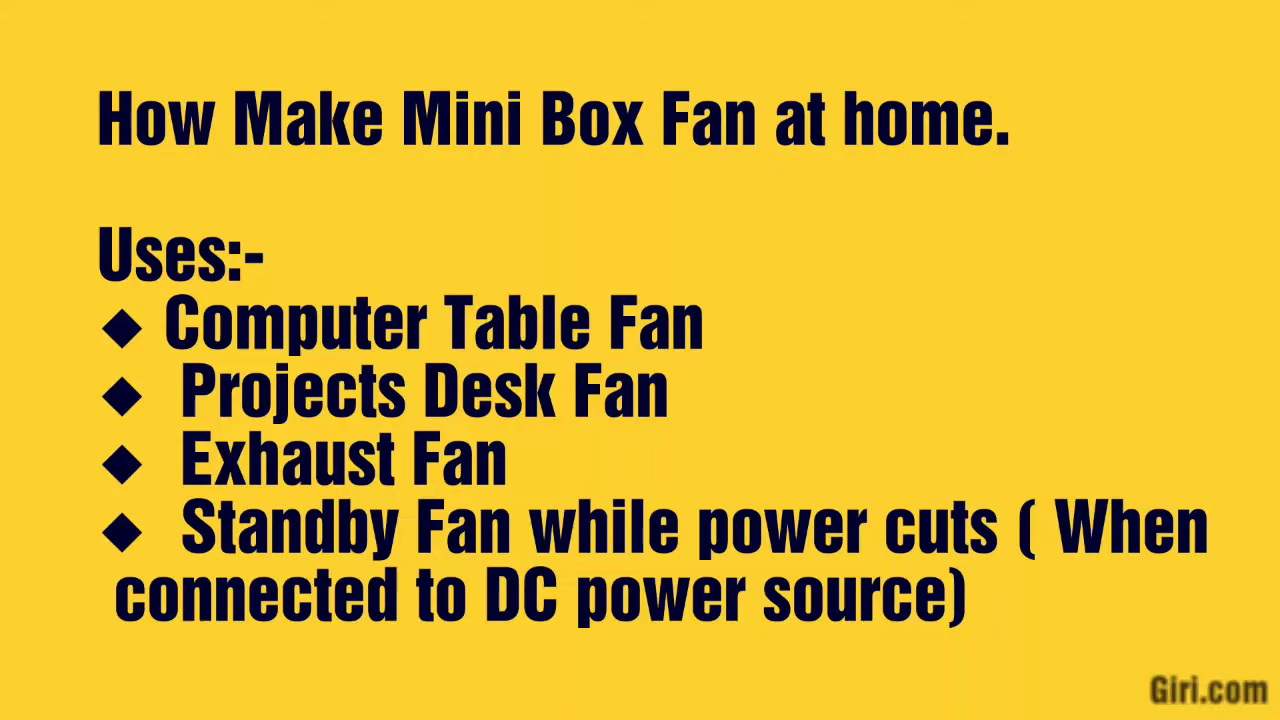 How Make Mini Box Fan at home.
Uses:-
◆ Computer Table Fan
◆ Projects Desk Fan
◆ Exhaust Fan
◆ Standby Fan while power cuts ( When
connected to DC power source)
Giri.com